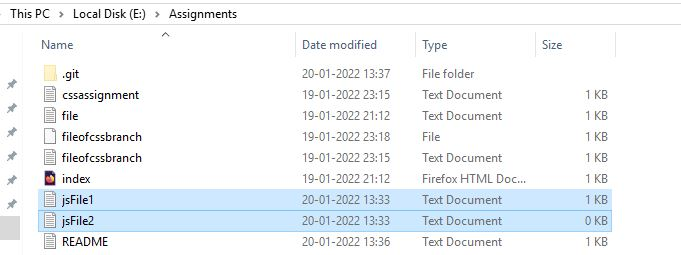 This PC > Local Disk (E:) > Assignments
Name Date modified Type Size
.git 20-01-2022 13:37 File folder
cssassignment 19-01-2022 23:15 Text Document 1 KB
file 19-01-2022 21:12 Text Document 1 KB
fileofcssbranch 19-01-2022 23:18 File 1 KB
fileofcssbranch 19-01-2022 23:15 Text Document 1 KB
index 19-01-2022 21:12 Firefox HTML Doc... 1 KB
jsFile1 20-01-2022 13:33 Text Document 1 KB
jsFile2 20-01-2022 13:33 Text Document 0 KB
README 20-01-2022 13:36 Text Document 1 KB